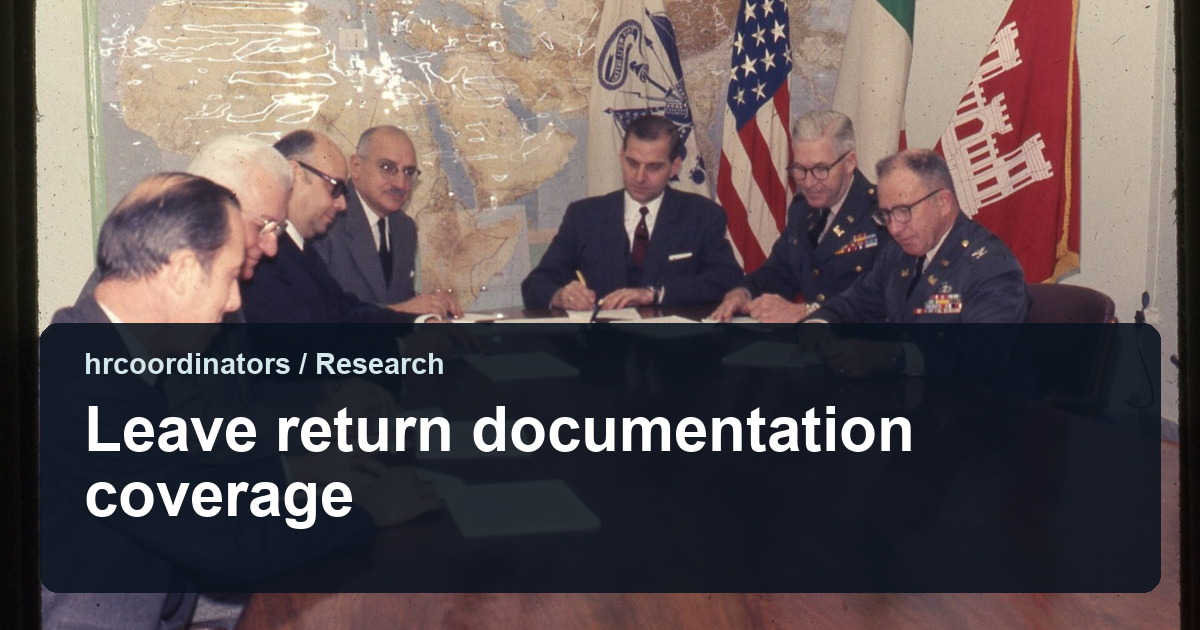 hrcoordinators / Research
Leave return documentation
coverage